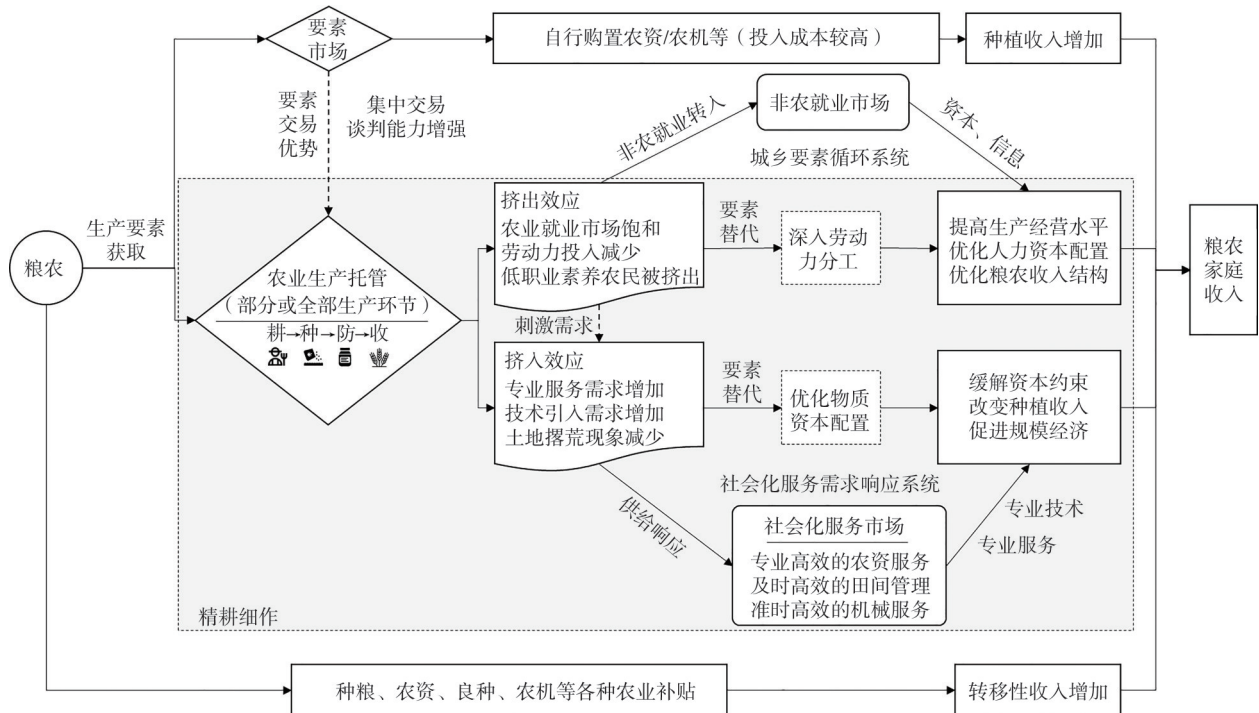 要素
市场
自行购置农资/农机等（投入成本较高）
种植收入增加
要素
交易
优势
集中交易
谈判能力增强
非农就业转入
非农就业市场
资本、信息
城乡要素循环系统
粮农
生产要素
获取
农业生产托管
（部分或全部生产环节）
耕→种→防→收
挤出效应
农业就业市场饱和
劳动力投入减少
低职业素养农民被挤出
要素
替代
深入劳动
力分工
提高生产经营水平
优化人力资本配置
优化粮农收入结构
粮农
家庭
收入
刺激需求
挤入效应
专业服务需求增加
技术引入需求增加
土地撂荒现象减少
要素
替代
优化物质
资本配置
缓解资本约束
改变种植收入
促进规模经济
社会化服务需求响应系统
供给响应
社会化服务市场
专业高效的农资服务
及时高效的田间管理
准时高效的机械服务
专业技术
专业服务
精耕细作
种粮、农资、良种、农机等各种农业补贴
转移性收入增加